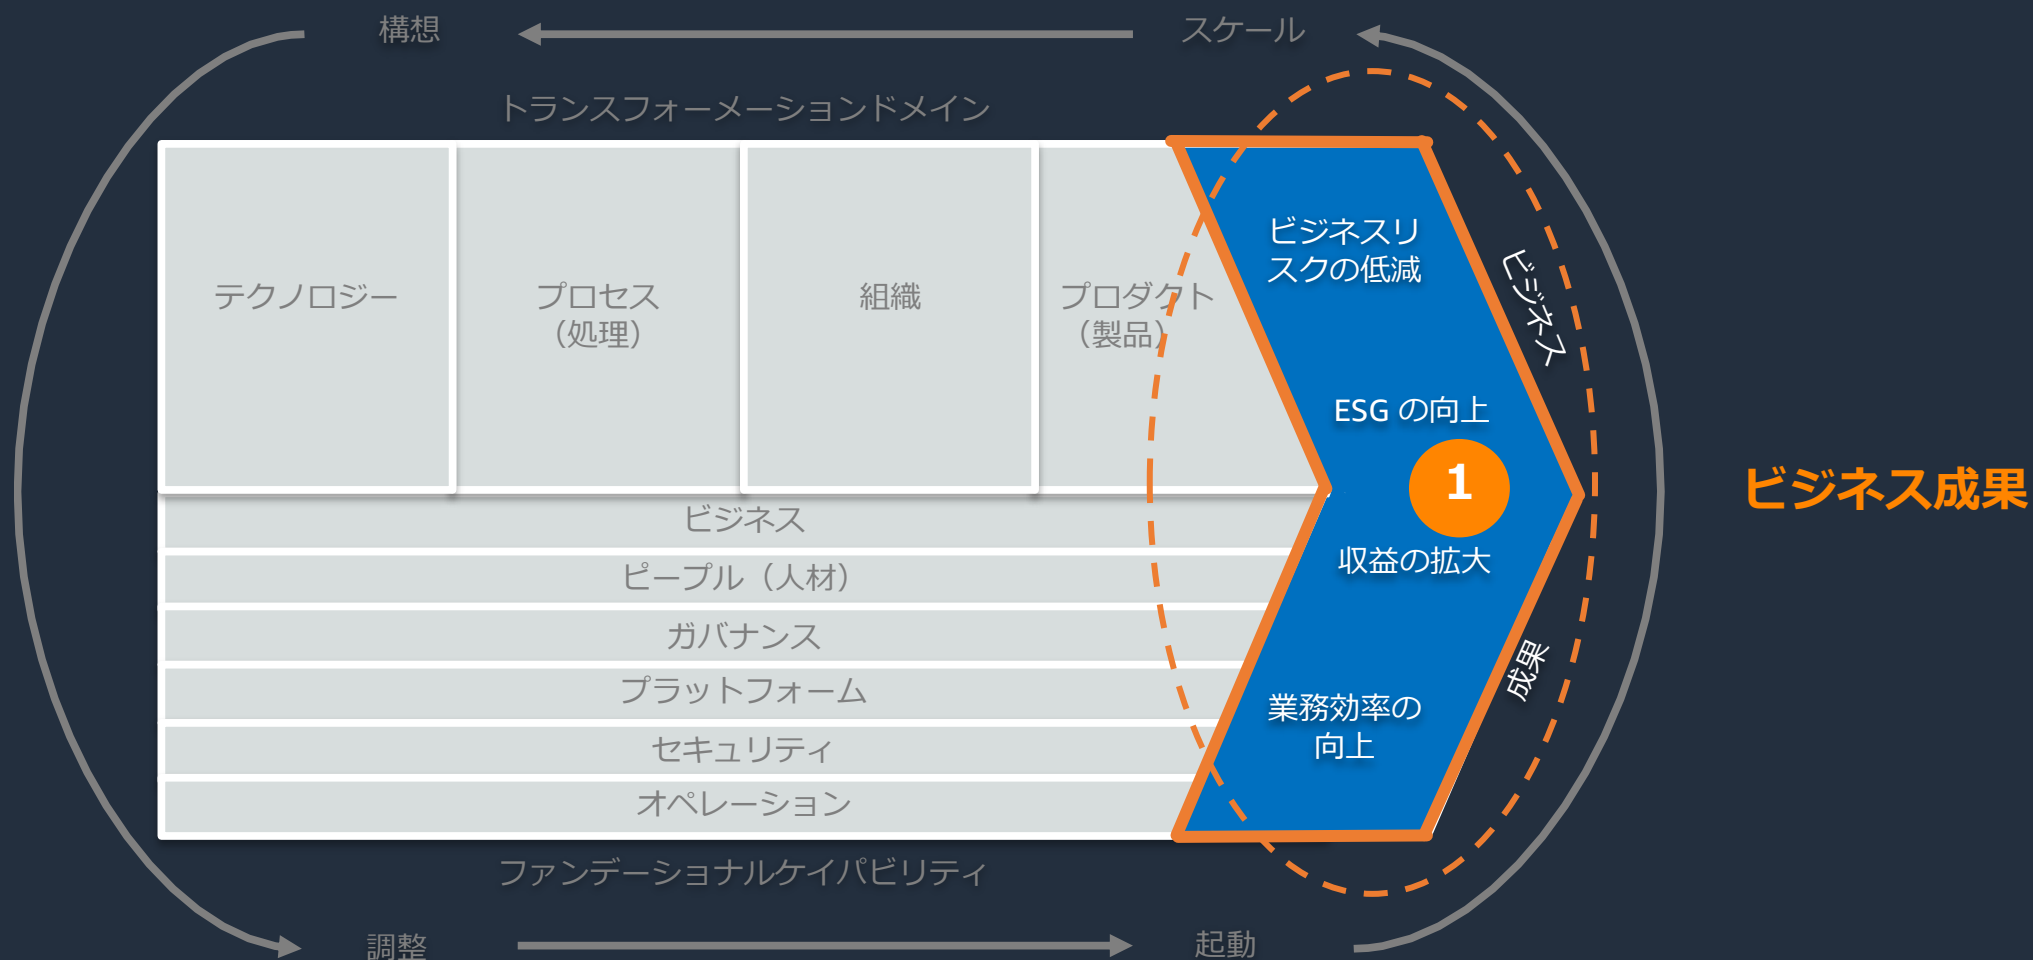 構想
スケール
トランスフォーメーションドメイン
テクノロジー
プロセス
（処理）
組織
プロダクト
（製品）
ビジネスリ
スクの低減
ESG の向上
1
収益の拡大
業務効率の
向上
ビジネス
成果
ビジネス成果
ビジネス
ピープル（人材）
ガバナンス
プラットフォーム
セキュリティ
オペレーション
ファンデーショナルケイパビリティ
調整
起動